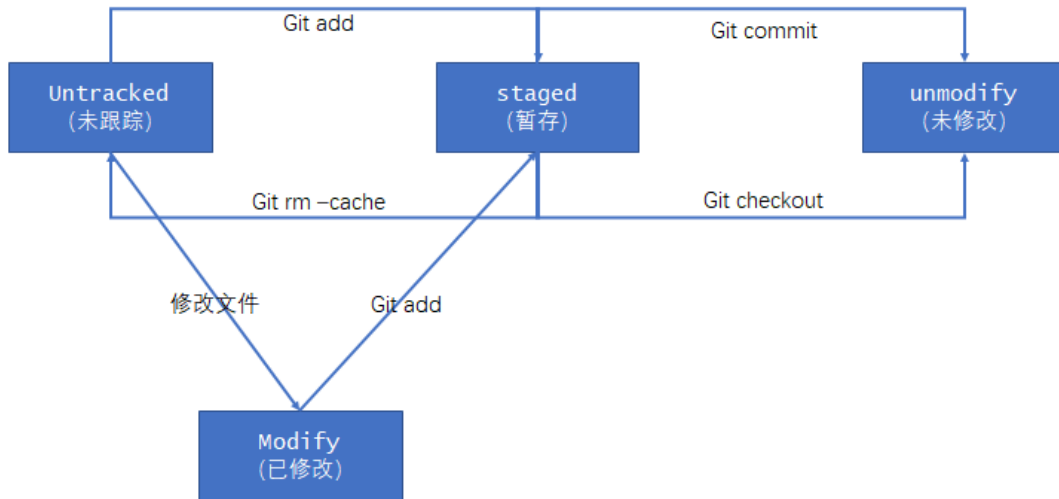 Git add
Git commit
Untracked
(未跟踪)
staged
(暂存)
unmodify
(未修改)
Git rm –cache
Git checkout
修改文件
Git add
Modify
(已修改)